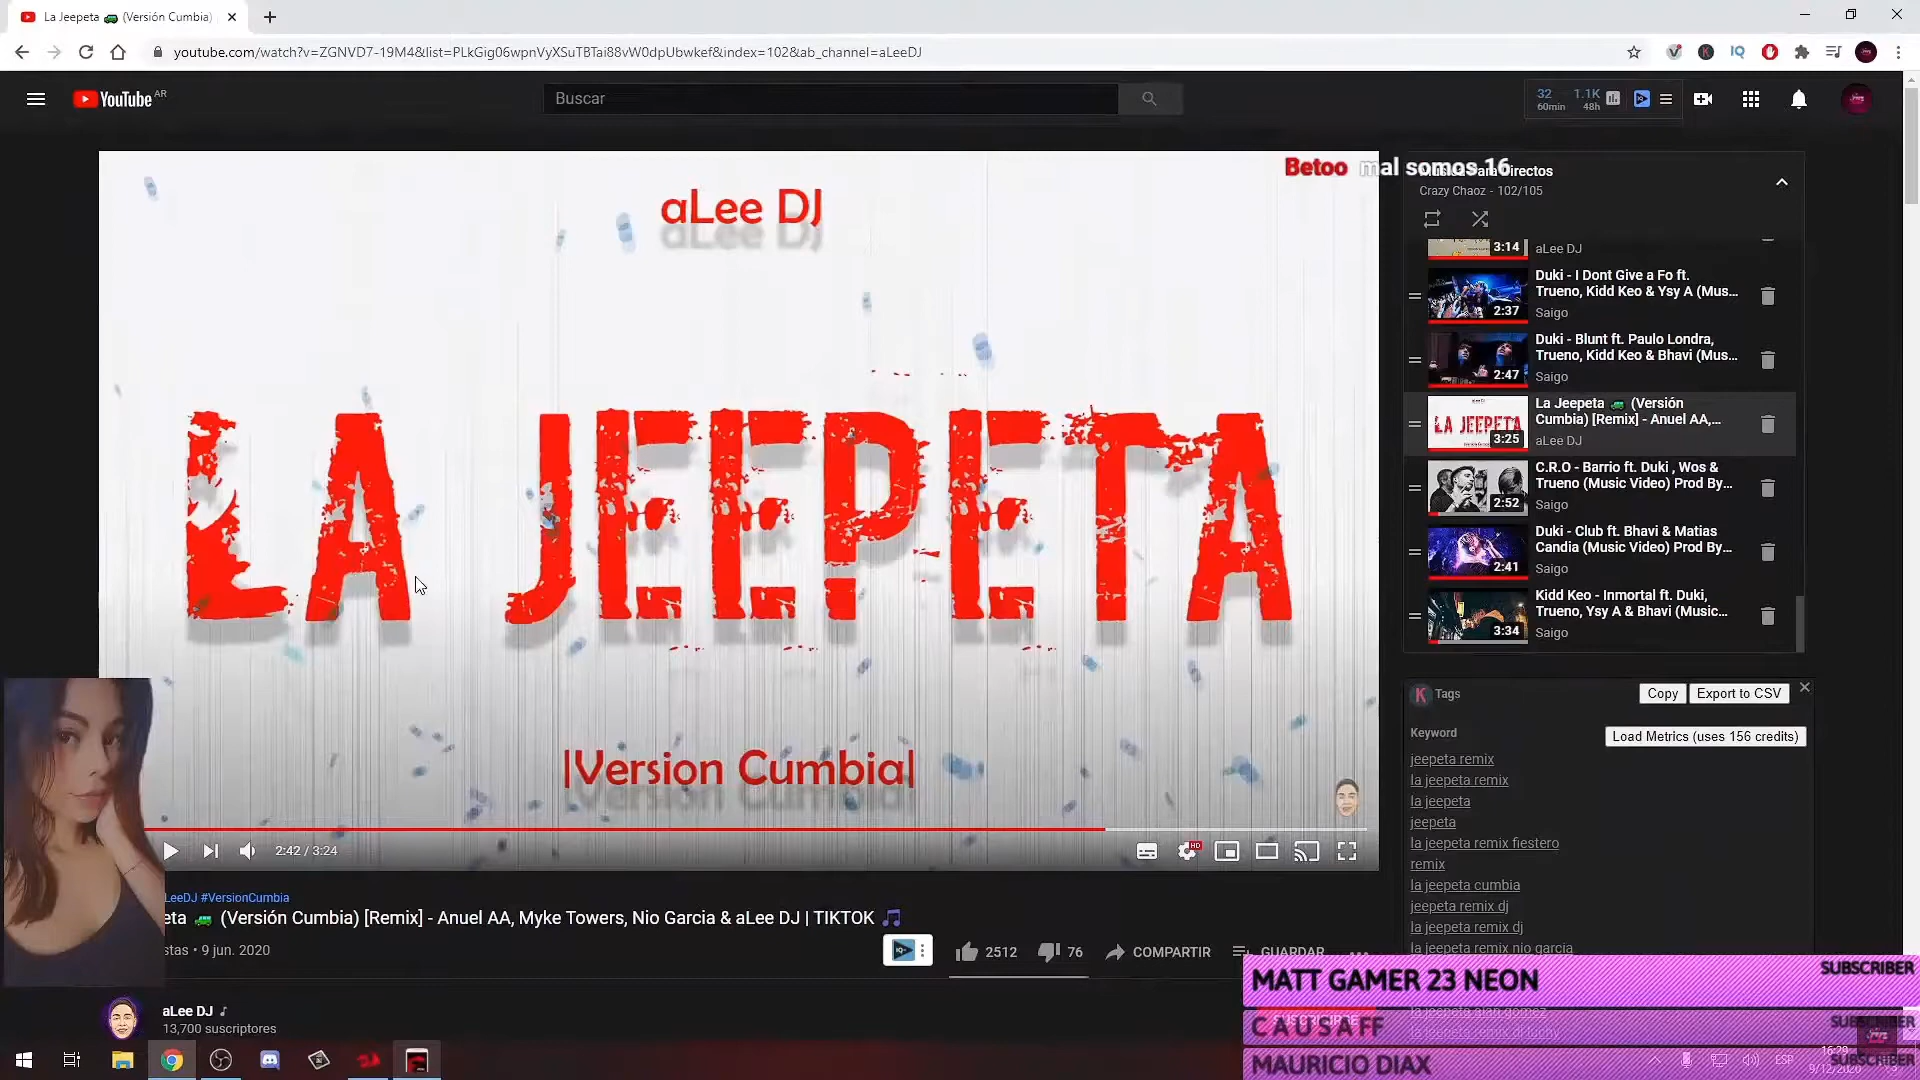 La Jeepeta 🚙 (Versión Cumbia)
youtube.com/watch?v=ZGNVD7-19M4&list=PLkGig06wpnVyXSuTBTai88vW0dpUbwkef&index=102&ab_channel=aLeeDJ
YouTube AR
Buscar
32
60min
1.1K
48h
Betoo mal somos 16
Crazy Chaoz - 102/105
aLee DJ
LA JEEPETA
|Version Cumbia|
2:42 / 3:24
3:14
aLee DJ
Duki - I Dont Give a Fo ft.
Trueno, Kidd Keo & Ysy A (Mus...
2:37
Saigo
Duki - Blunt ft. Paulo Londra,
Trueno, Kidd Keo & Bhavi (Mus...
2:47
Saigo
LA JEEPETA
La Jeepeta 🚙 (Versión
Cumbia) [Remix] - Anuel AA,...
3:25
aLee DJ
C.R.O - Barrio ft. Duki , Wos &
Trueno (Music Video) Prod By...
2:52
Saigo
Duki - Club ft. Bhavi & Matias
Candia (Music Video) Prod By...
2:41
Saigo
Kidd Keo - Inmortal ft. Duki,
Trueno, Ysy A & Bhavi (Music...
3:34
Saigo
K Tags
Copy
Export to CSV
Keyword
Load Metrics (uses 156 credits)
jeepeta remix
la jeepeta remix
la jeepeta
jeepeta
la jeepeta remix fiestero
remix
la jeepeta cumbia
jeepeta remix dj
la jeepeta remix dj
la jeepeta remix nio garcia
LeeDJ #VersionCumbia
eta 🚙 (Versión Cumbia) [Remix] - Anuel AA, Myke Towers, Nio Garcia & aLee DJ | TIKTOK 🎵
stas • 9 jun. 2020
2512
76
COMPARTIR
GUARDAR
aLee DJ
13,700 suscriptores
MATT GAMER 23 NEON
SUBSCRIBER
CAUSAFF
SUBSCRIBER
MAURICIO DIAX
SUBSCRIBER
ESP